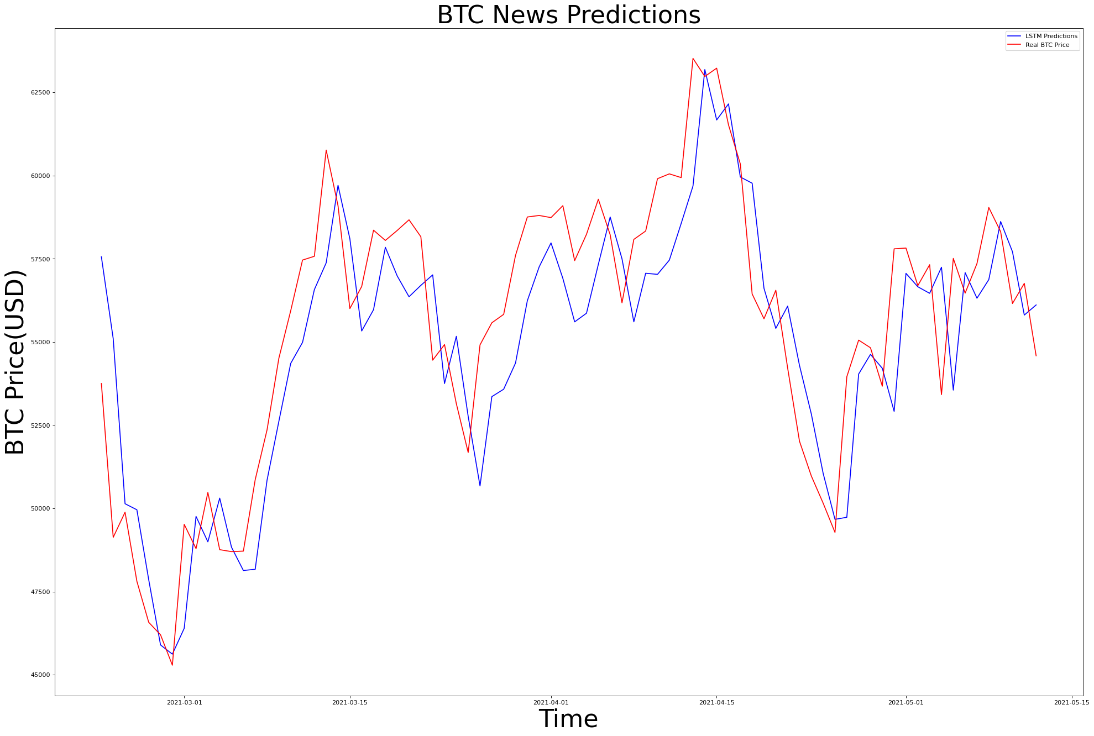 BTC News Predictions
LSTM Predictions
Real BTC Price
BTC Price(USD)
62500
60000
57500
55000
52500
50000
47500
45000
2021-03-01
2021-03-15
2021-04-01
2021-04-15
2021-05-01
2021-05-15
Time